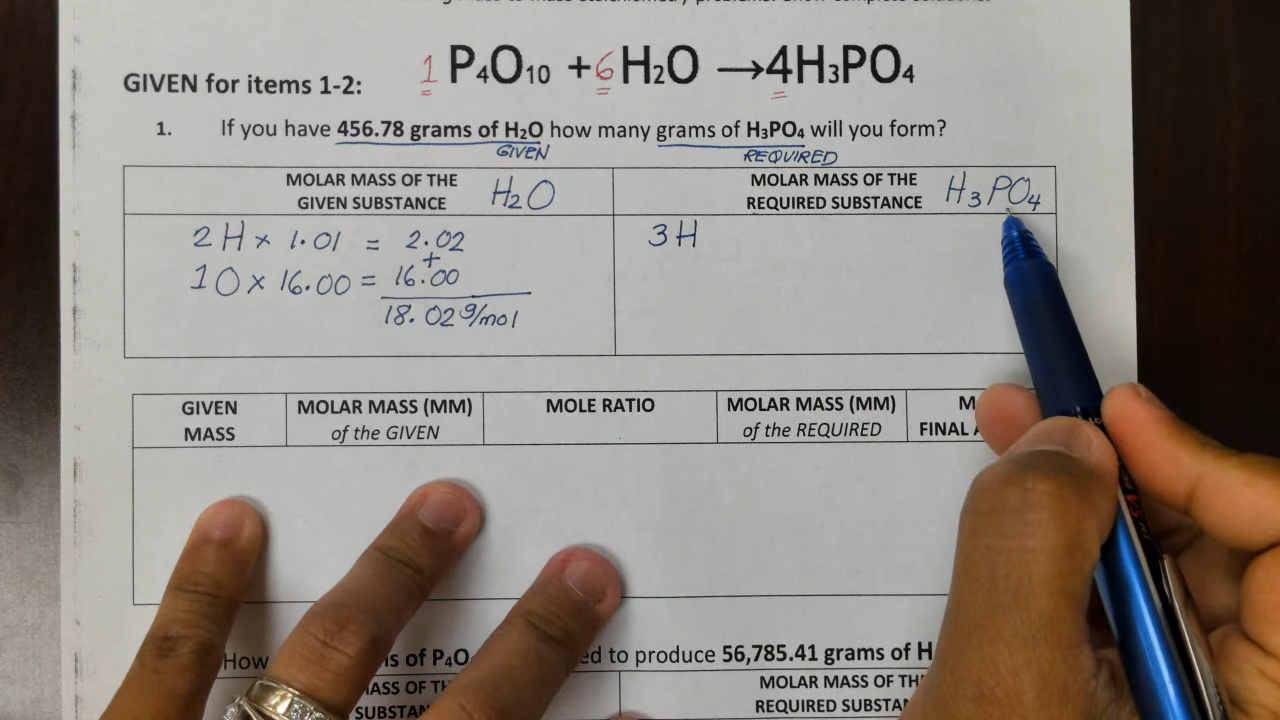 1 P₄O₁₀ + 6 H₂O → 4H₃PO₄
GIVEN for items 1-2:
1. If you have 456.78 grams of H₂O how many grams of H₃PO₄ will you form?
GIVEN REQUIRED
MOLAR MASS OF THE
GIVEN SUBSTANCE H₂O
MOLAR MASS OF THE
REQUIRED SUBSTANCE H₃PO₄
2H × 1.01 = 2.02
+
1O × 16.00 = 16.00
18.02 g/mol
3H
GIVEN
MASS
MOLAR MASS (MM)
of the GIVEN
MOLE RATIO
MOLAR MASS (MM)
of the REQUIRED
FINAL
How of P₄O to produce 56,785.41 grams of
MOLAR MASS OF
REQUIRED